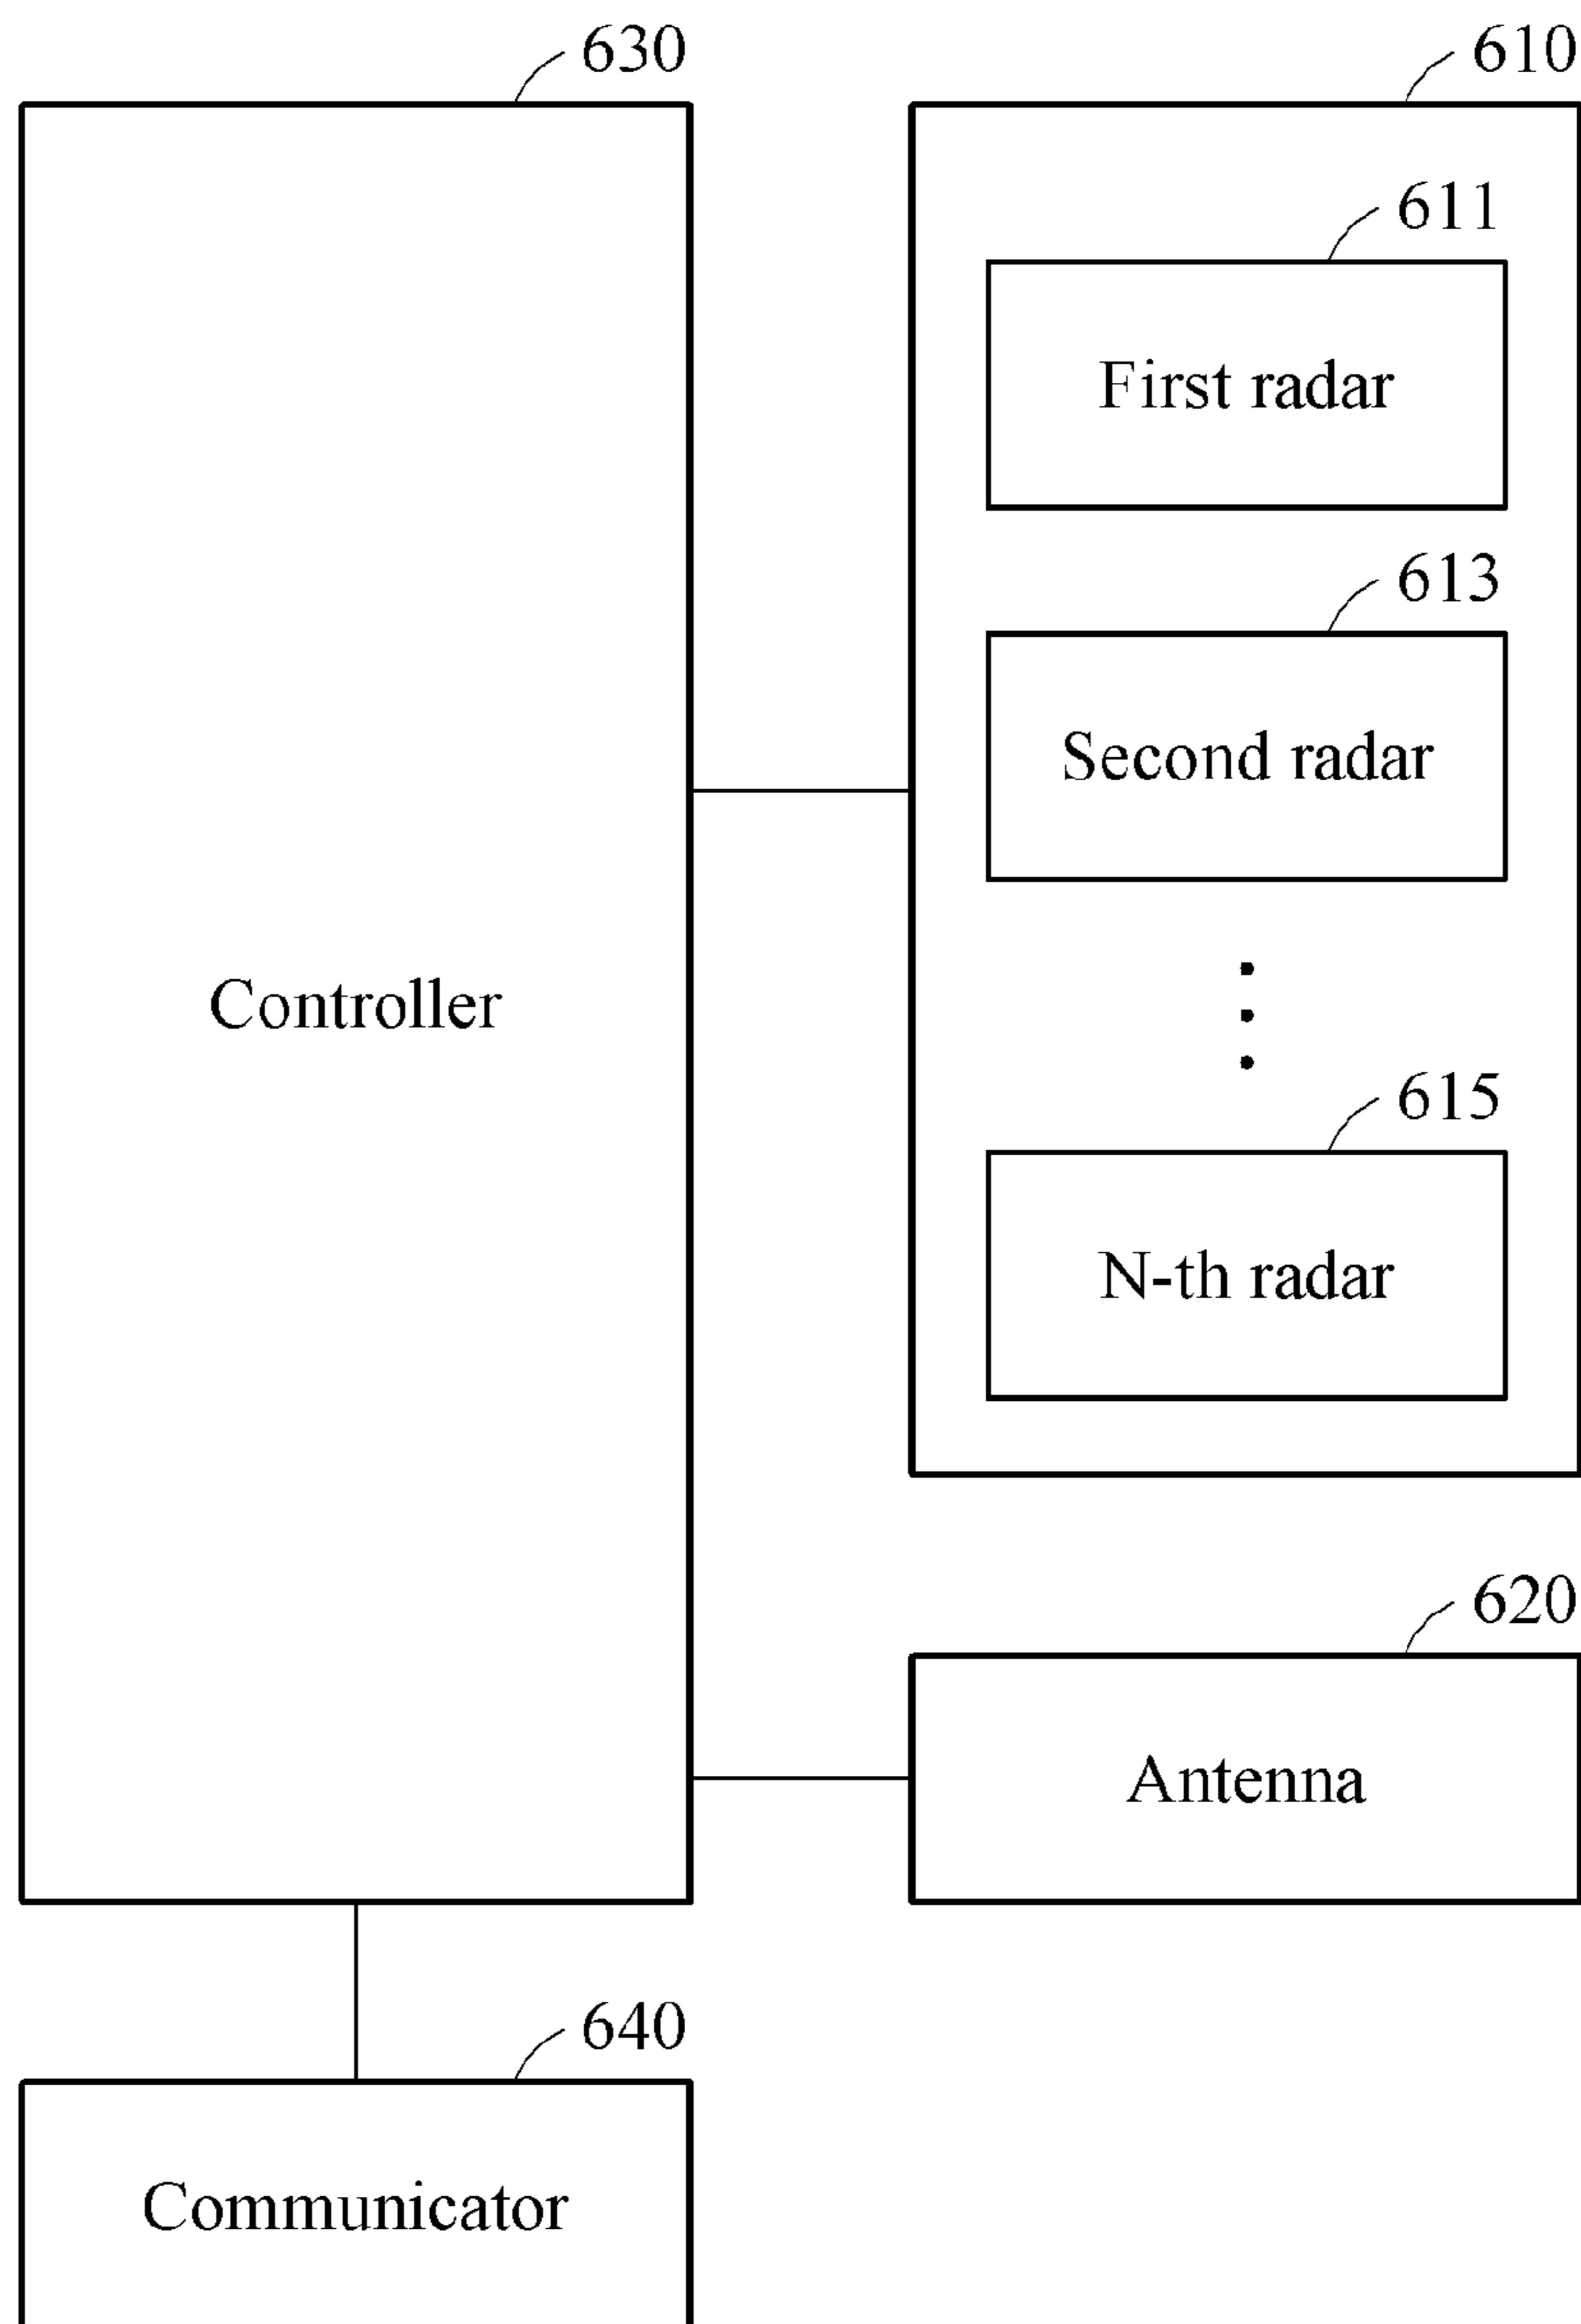 630
610
611
First radar
613
Second radar
Controller
615
N-th radar
620
Antenna
640
Communicator